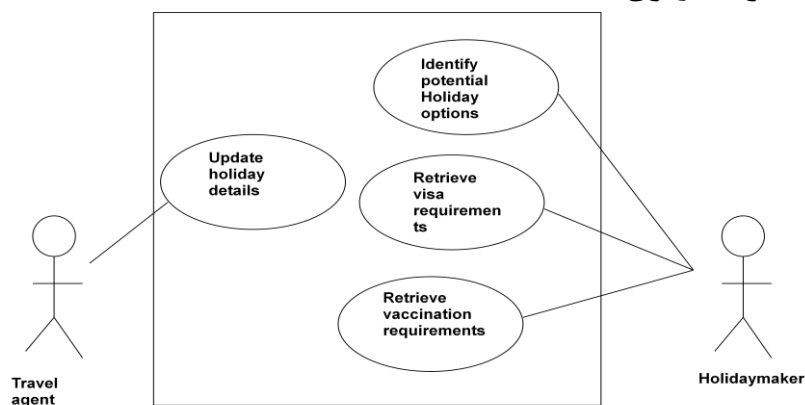 Identify
potential
Holiday
options
Update
holiday
details
Retrieve
visa
requiremen
ts
Retrieve
vaccination
requirements
Travel
agent
Holidaymaker